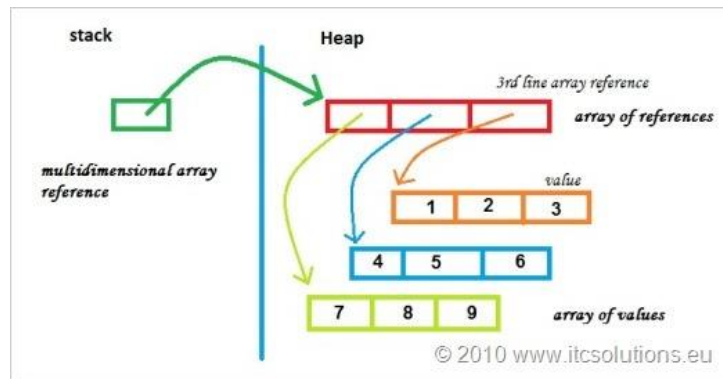 stack
Heap
3rd line array reference
array of references
multidimensional array
reference
value
1 2 3
4 5 6
7 8 9
array of values
© 2010 www.itcsolutions.eu